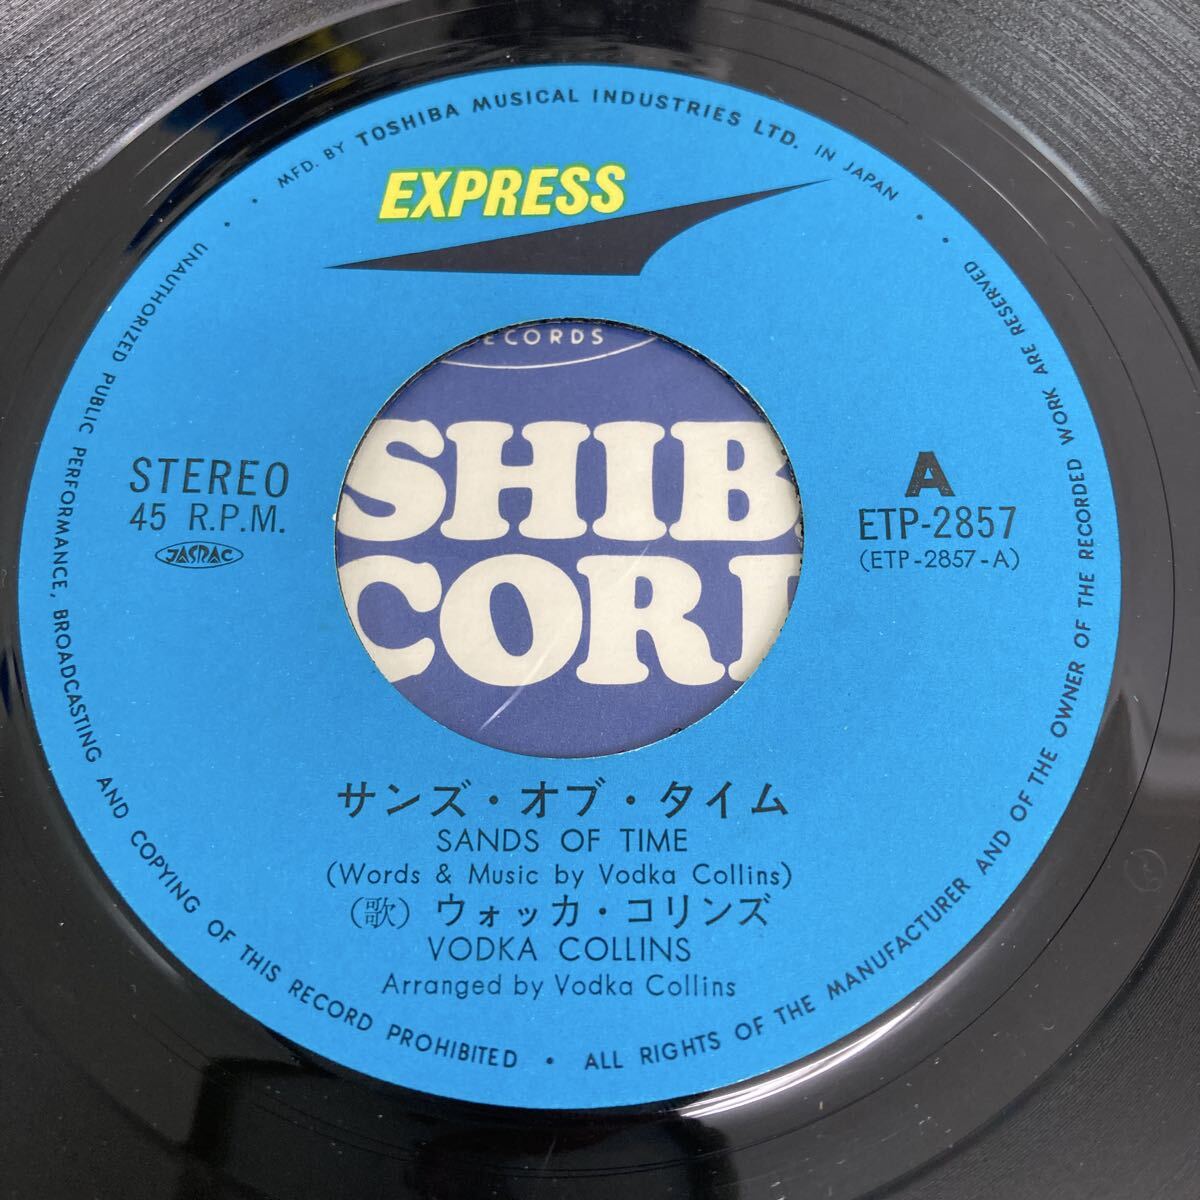 MFD. BY TOSHIBA MUSICAL INDUSTRIES LTD. IN JAPAN
EXPRESS
ECORDS
SHIB
CORD
STEREO
45 R.P.M.
JASRAC
A
ETP-2857
(ETP-2857-A)
サンズ・オブ・タイム
SANDS OF TIME
(Words & Music by Vodka Collins)
(歌) ウォッカ・コリンズ
VODKA COLLINS
Arranged by Vodka Collins
UNAUTHORIZED PUBLIC PERFORMANCE, BROADCASTING AND COPYING OF THIS RECORD PROHIBITED • ALL RIGHTS OF THE MANUFACTURER AND OF THE OWNER OF THE RECORDED WORK ARE RESERVED